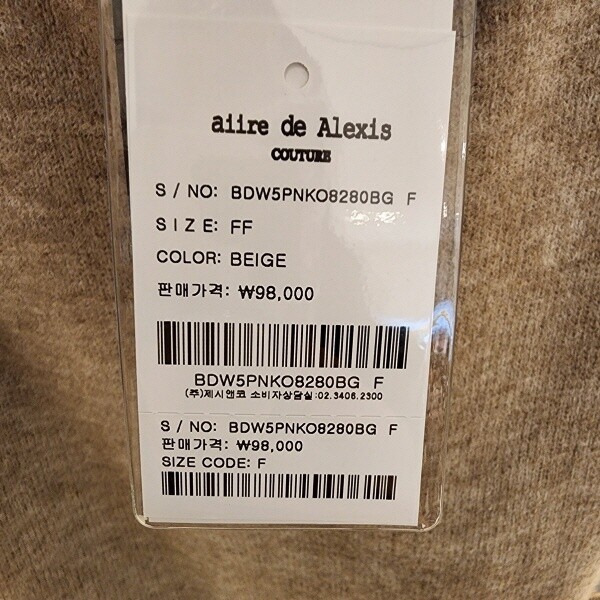 aiire de Alexis
COUTURE
S / NO: BDW5PNKO8280BG F
SIZE: FF
COLOR: BEIGE
판매가격: ₩98,000
BDW5PNKO8280BG F
(주)제시앤코 소비자상담실:02.3406.2300
S / NO: BDW5PNKO8280BG F
판매가격: ₩98,000
SIZE CODE: F